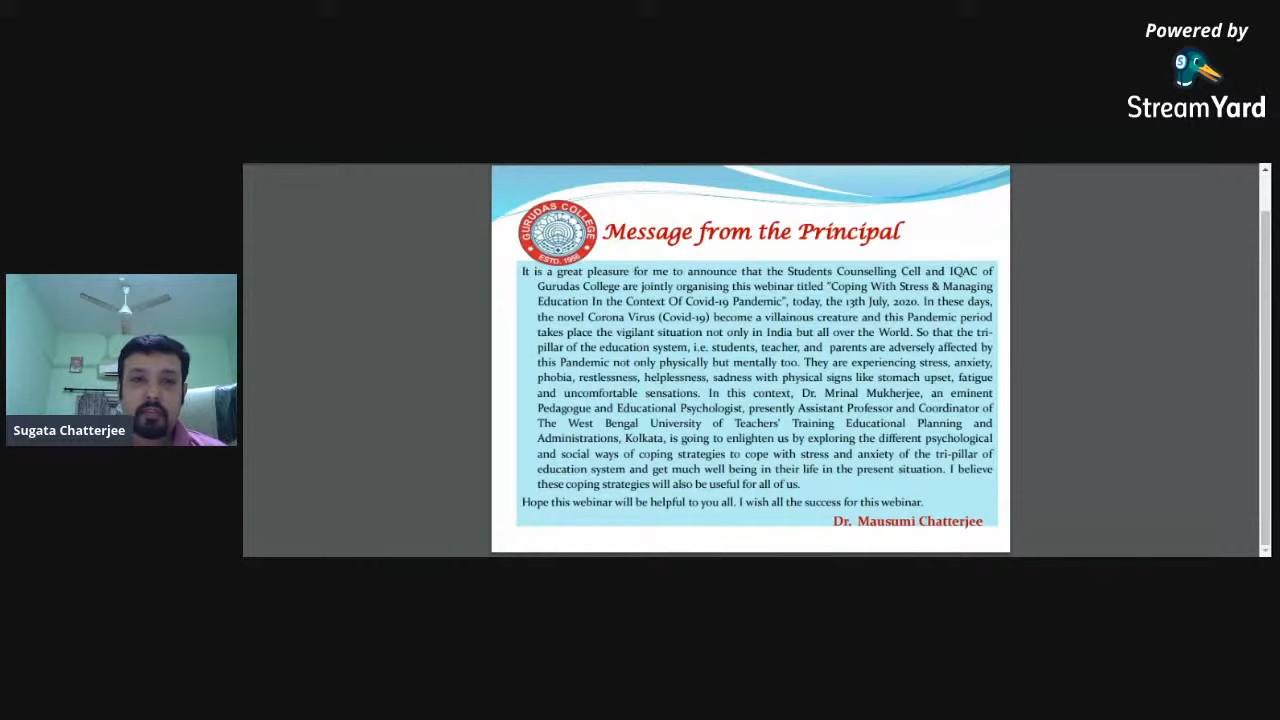 Powered by
StreamYard
GURUDAS COLLEGE
ESTD. 1956
Message from the Principal
It is a great pleasure for me to announce that the Students Counselling Cell and IQAC of
Gurudas College are jointly organising this webinar titled "Coping With Stress & Managing
Education In the Context Of Covid-19 Pandemic", today, the 13th July, 2020. In these days,
the novel Corona Virus (Covid-19) become a villainous creature and this Pandemic period
takes place the vigilant situation not only in India but all over the World. So that the tri-
pillar of the education system, i.e. students, teacher, and parents are adversely affected by
this Pandemic not only physically but mentally too. They are experiencing stress, anxiety,
phobia, restlessness, helplessness, sadness with physical signs like stomach upset, fatigue
and uncomfortable sensations. In this context, Dr. Mrinal Mukherjee, an eminent
Pedagogue and Educational Psychologist, presently Assistant Professor and Coordinator of
The West Bengal University of Teachers' Training Educational Planning and
Administrations, Kolkata, is going to enlighten us by exploring the different psychological
and social ways of coping strategies to cope with stress and anxiety of the tri-pillar of
education system and get much well being in their life in the present situation. I believe
these coping strategies will also be useful for all of us.
Hope this webinar will be helpful to you all. I wish all the success for this webinar.
Dr. Mausumi Chatterjee
Sugata Chatterjee